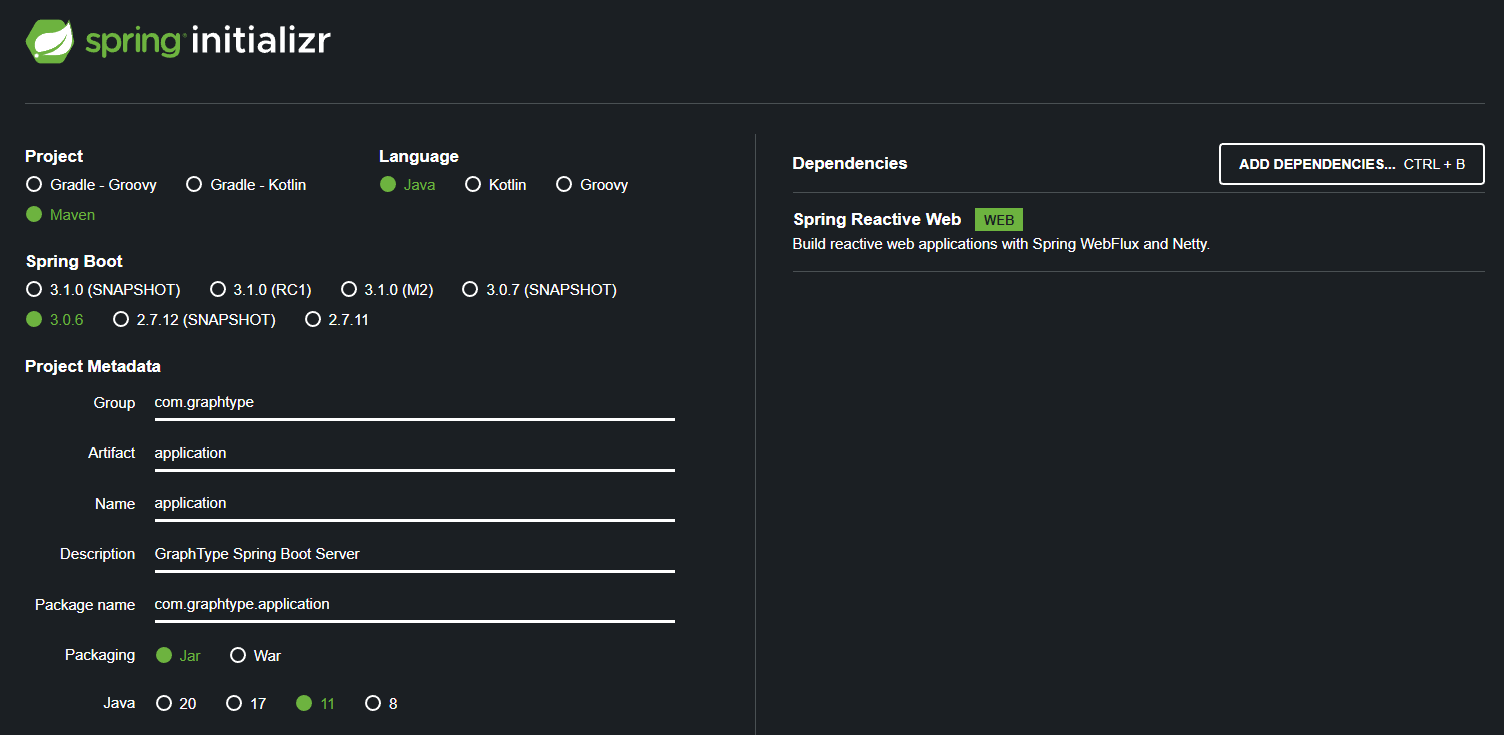 spring initializr
Project
Gradle - Groovy Gradle - Kotlin
Maven
Language
Java Kotlin Groovy
Spring Boot
3.1.0 (SNAPSHOT) 3.1.0 (RC1) 3.1.0 (M2) 3.0.7 (SNAPSHOT)
3.0.6 2.7.12 (SNAPSHOT) 2.7.11
Project Metadata
Group com.graphtype
Artifact application
Name application
Description GraphType Spring Boot Server
Package name com.graphtype.application
Packaging Jar War
Java 20 17 11 8
Dependencies ADD DEPENDENCIES... CTRL + B
Spring Reactive Web WEB
Build reactive web applications with Spring WebFlux and Netty.